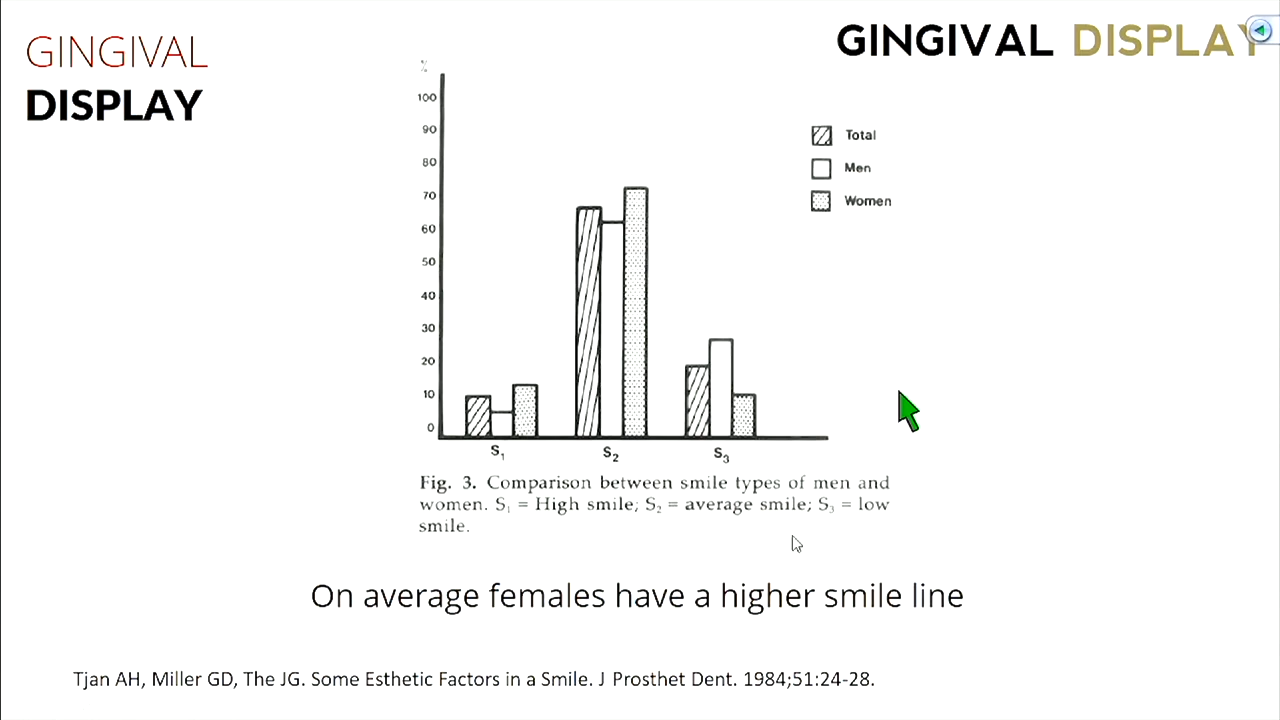 GINGIVAL
DISPLAY
GINGIVAL DISPLAY
%
100
90
80
70
60
50
40
30
20
10
0
Total
Men
Women
S₁
S₂
S₃
Fig. 3. Comparison between smile types of men and
women. S₁ = High smile; S₂ = average smile; S₃ = low
smile.
On average females have a higher smile line
Tjan AH, Miller GD, The JG. Some Esthetic Factors in a Smile. J Prosthet Dent. 1984;51:24-28.